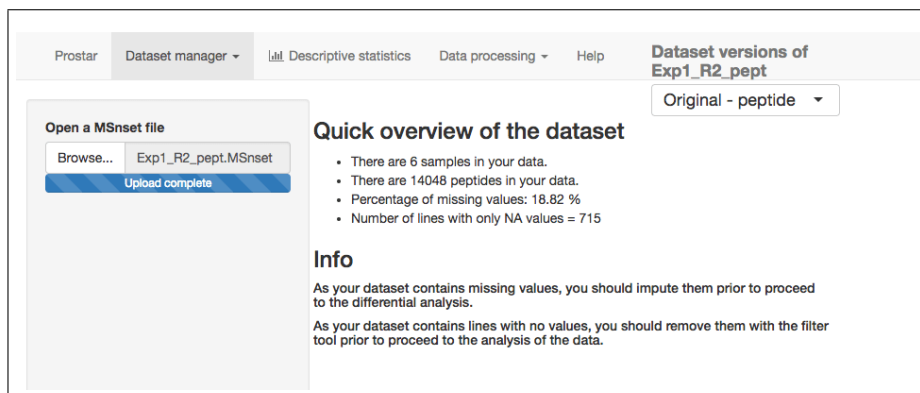 Prostar Dataset manager Descriptive statistics Data processing Help
Dataset versions of
Exp1_R2_pept
Original - peptide
Open a MSnset file
Browse... Exp1_R2_pept.MSnset
Upload complete
Quick overview of the dataset
• There are 6 samples in your data.
• There are 14048 peptides in your data.
• Percentage of missing values: 18.82 %
• Number of lines with only NA values = 715
Info
As your dataset contains missing values, you should impute them prior to proceed
to the differential analysis.
As your dataset contains lines with no values, you should remove them with the filter
tool prior to proceed to the analysis of the data.